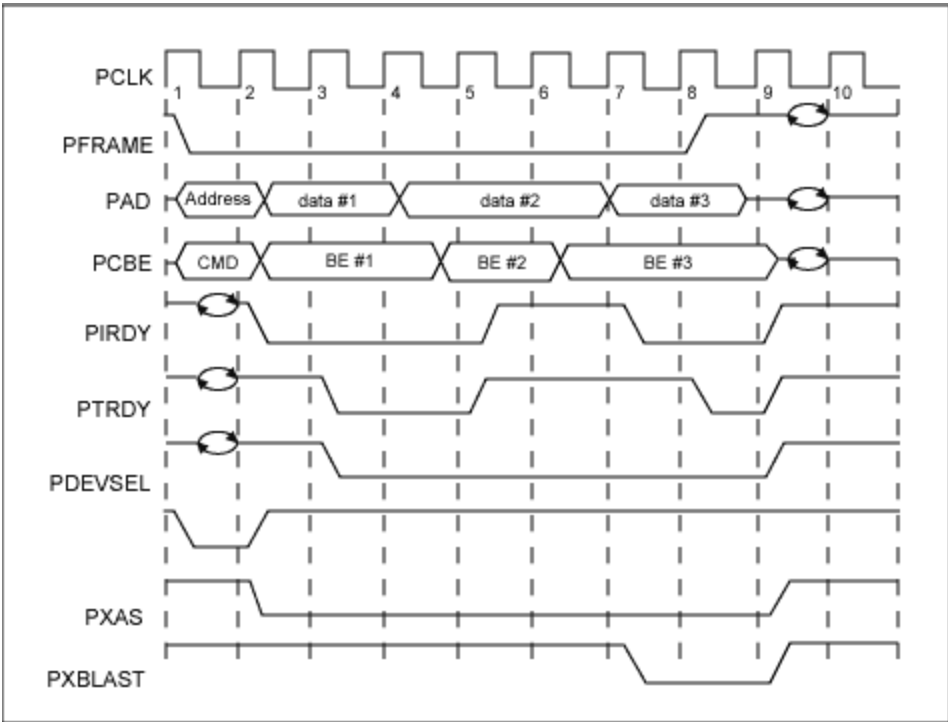 PCLK
1 2 3 4 5 6 7 8 9 10
PFRAME
PAD Address data #1 data #2 data #3
PCBE CMD BE #1 BE #2 BE #3
PIRDY
PTRDY
PDEVSEL
PXAS
PXBLAST